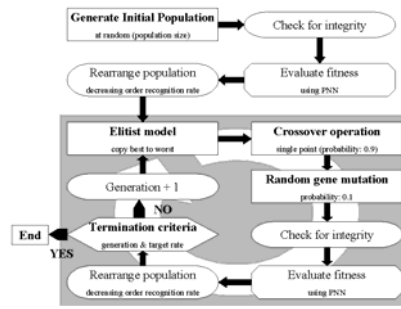 Generate Initial Population
at random (population size)
Check for integrity
Rearrange population
decreasing order recognition rate
Evaluate fitness
using PNN
Elitist model
copy best to worst
Crossover operation
single point (probability: 0.9)
Generation + 1
Random gene mutation
probability: 0.1
NO
End
Termination criteria
generation & target rate
Check for integrity
YES
Rearrange population
decreasing order recognition rate
Evaluate fitness
using PNN